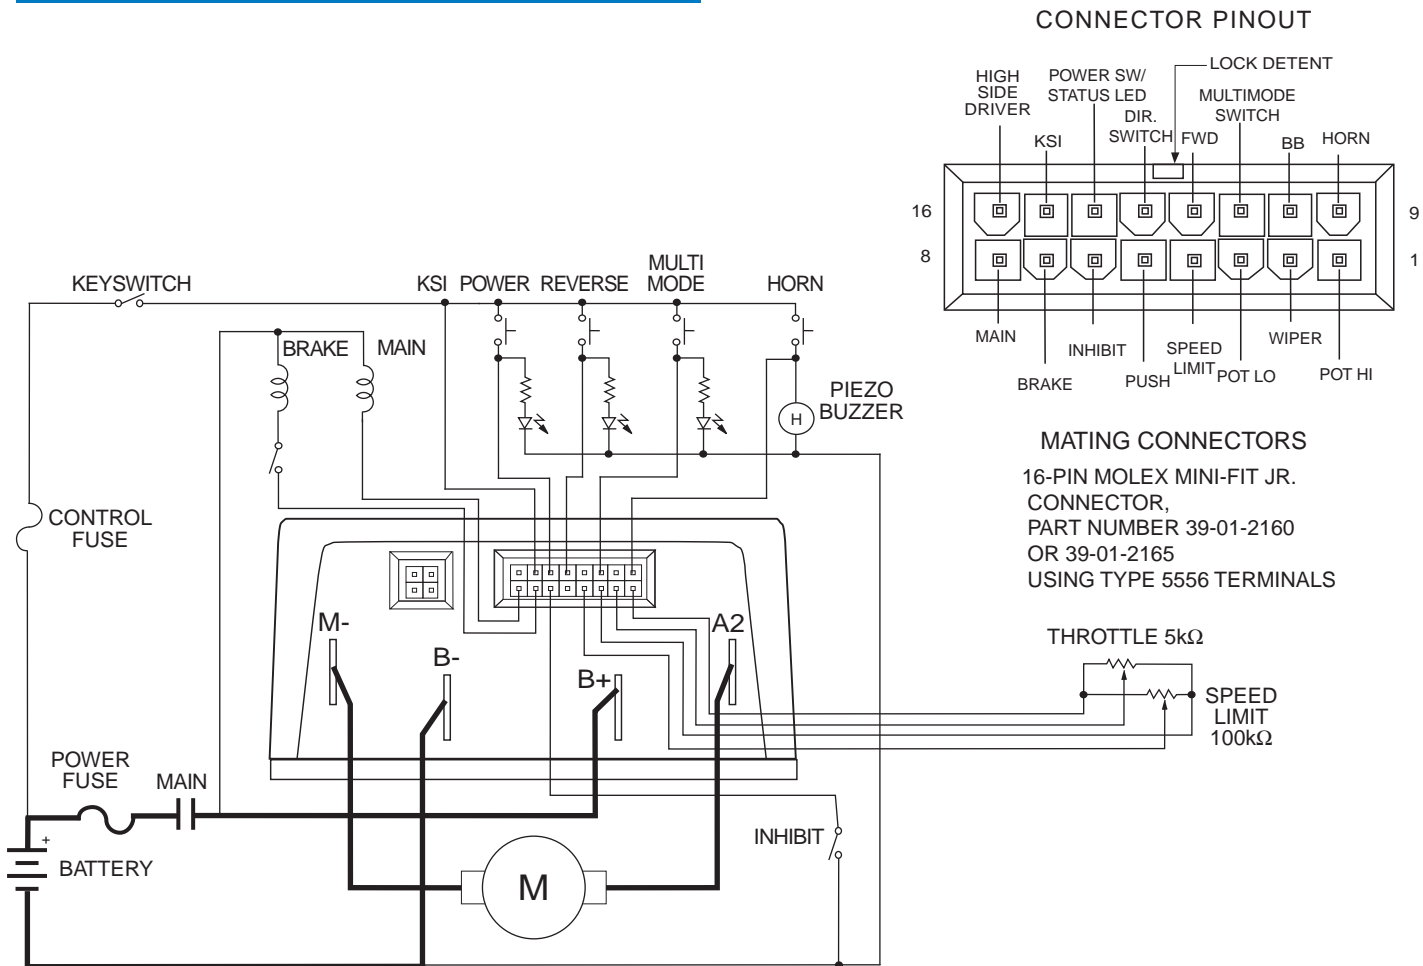 CONNECTOR PINOUT
LOCK DETENT
HIGH
SIDE
DRIVER
POWER SW/
STATUS LED
DIR.
SWITCH
MULTIMODE
SWITCH
KSI
FWD
BB
HORN
16
9
8
1
MAIN
BRAKE
INHIBIT
PUSH
SPEED
LIMIT
POT LO
WIPER
POT HI
MATING CONNECTORS
16-PIN MOLEX MINI-FIT JR.
CONNECTOR,
PART NUMBER 39-01-2160
OR 39-01-2165
USING TYPE 5556 TERMINALS
KEYSWITCH
KSI
POWER
REVERSE
MULTI
MODE
HORN
BRAKE
MAIN
PIEZO
BUZZER
H
CONTROL
FUSE
M-
B-
B+
A2
THROTTLE 5kΩ
SPEED
LIMIT
100kΩ
POWER
FUSE
MAIN
+
BATTERY
M
INHIBIT